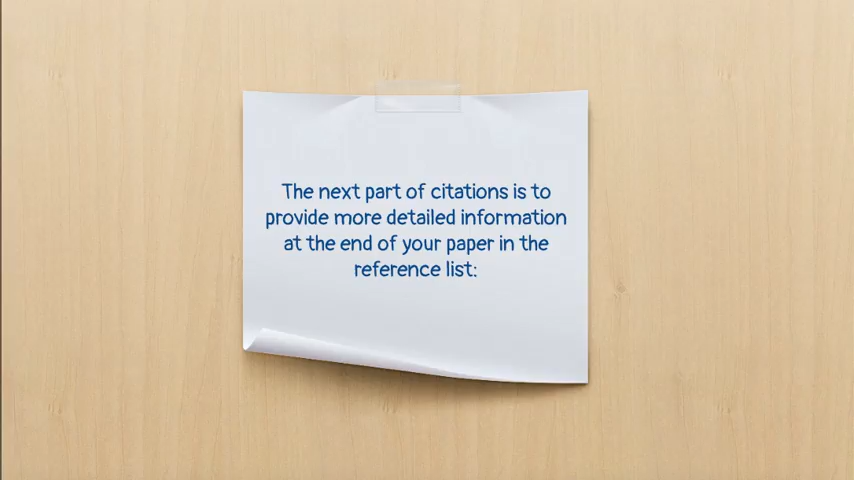 The next part of citations is to
provide more detailed information
at the end of your paper in the
reference list: